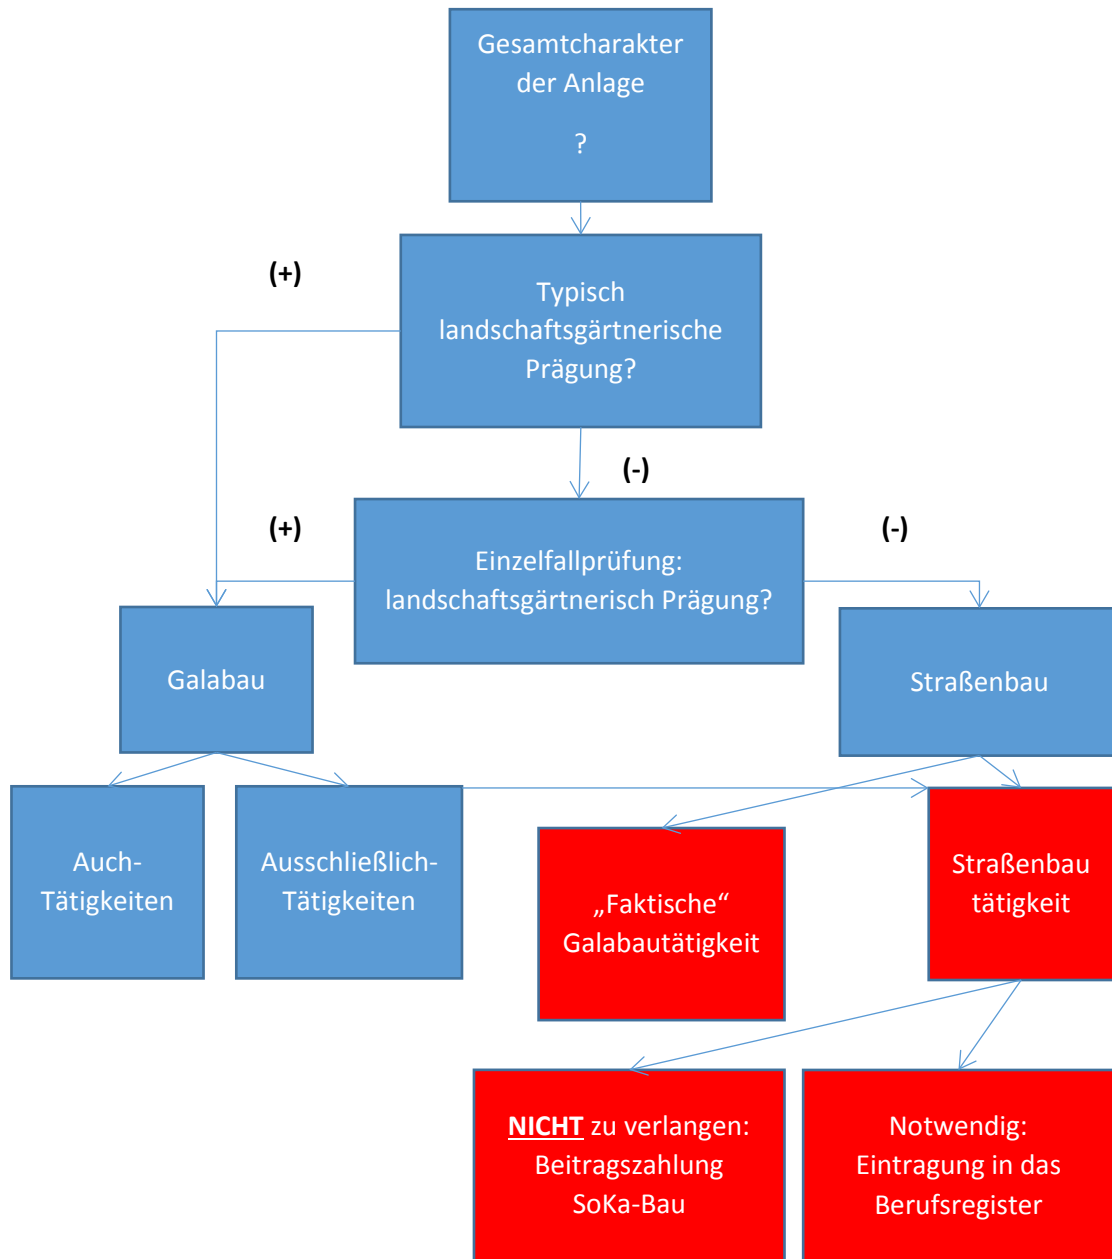 Gesamtcharakter
der Anlage
?
(+)
Typisch
landschaftsgärtnerische
Prägung?
(-)
(+)
(-)
Einzelfallprüfung:
landschaftsgärtnerisch Prägung?
Galabau
Straßenbau
Auch-
Tätigkeiten
Ausschließlich-
Tätigkeiten
„Faktische“
Galabautätigkeit
Straßenbau
tätigkeit
NICHT zu verlangen:
Beitragszahlung
SoKa-Bau
Notwendig:
Eintragung in das
Berufsregister